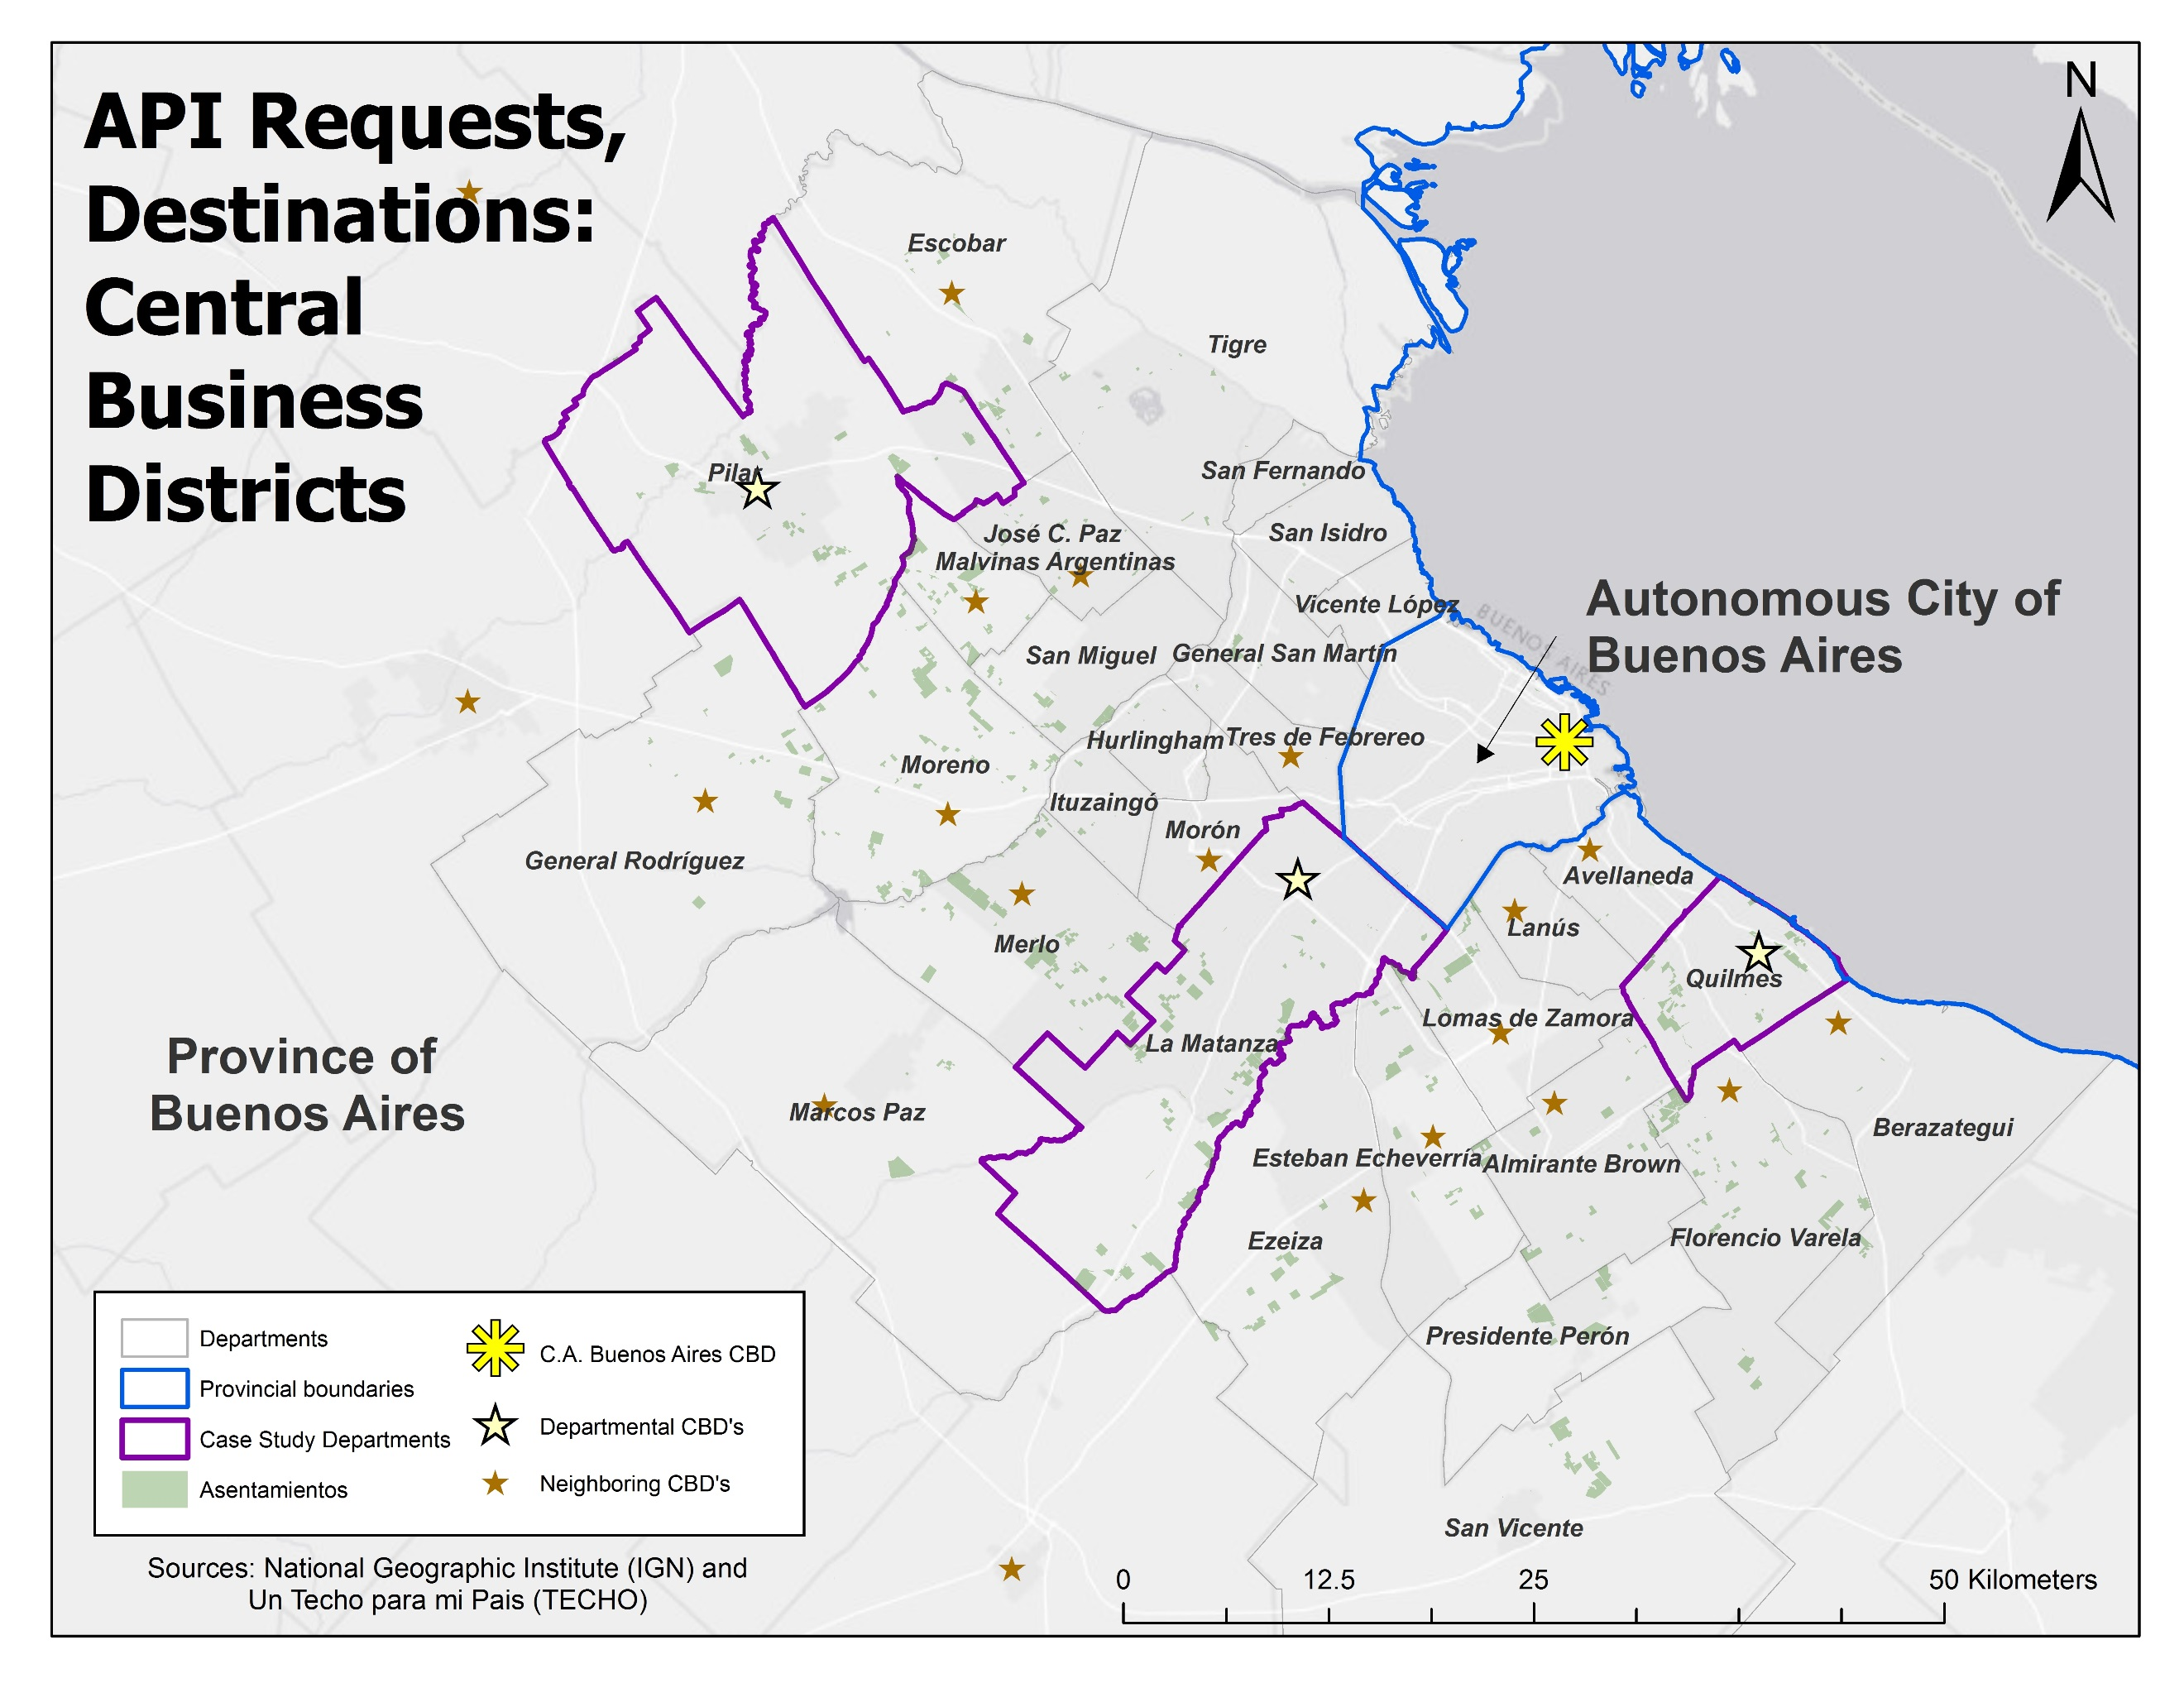 API Requests,
Destinations:
Central
Business
Districts
N
Escobar
Tigre
Pilar
San Fernando
José C. Paz
San Isidro
Malvinas Argentinas
Vicente López
BUENOS AIRES
Autonomous City of
Buenos Aires
San Miguel
General San Martín
Hurlingham
Tres de Febrereo
Moreno
Ituzaingó
Morón
General Rodríguez
Avellaneda
Lanús
Merlo
Quilmes
Lomas de Zamora
La Matanza
Province of
Buenos Aires
Marcos Paz
Berazategui
Esteban Echeverría
Almirante Brown
Ezeiza
Florencio Varela
Presidente Perón
San Vicente
Departments
Provincial boundaries
Case Study Departments
Asentamientos
C.A. Buenos Aires CBD
Departmental CBD's
Neighboring CBD's
Sources: National Geographic Institute (IGN) and
Un Techo para mi Pais (TECHO)
0 12.5 25 50 Kilometers